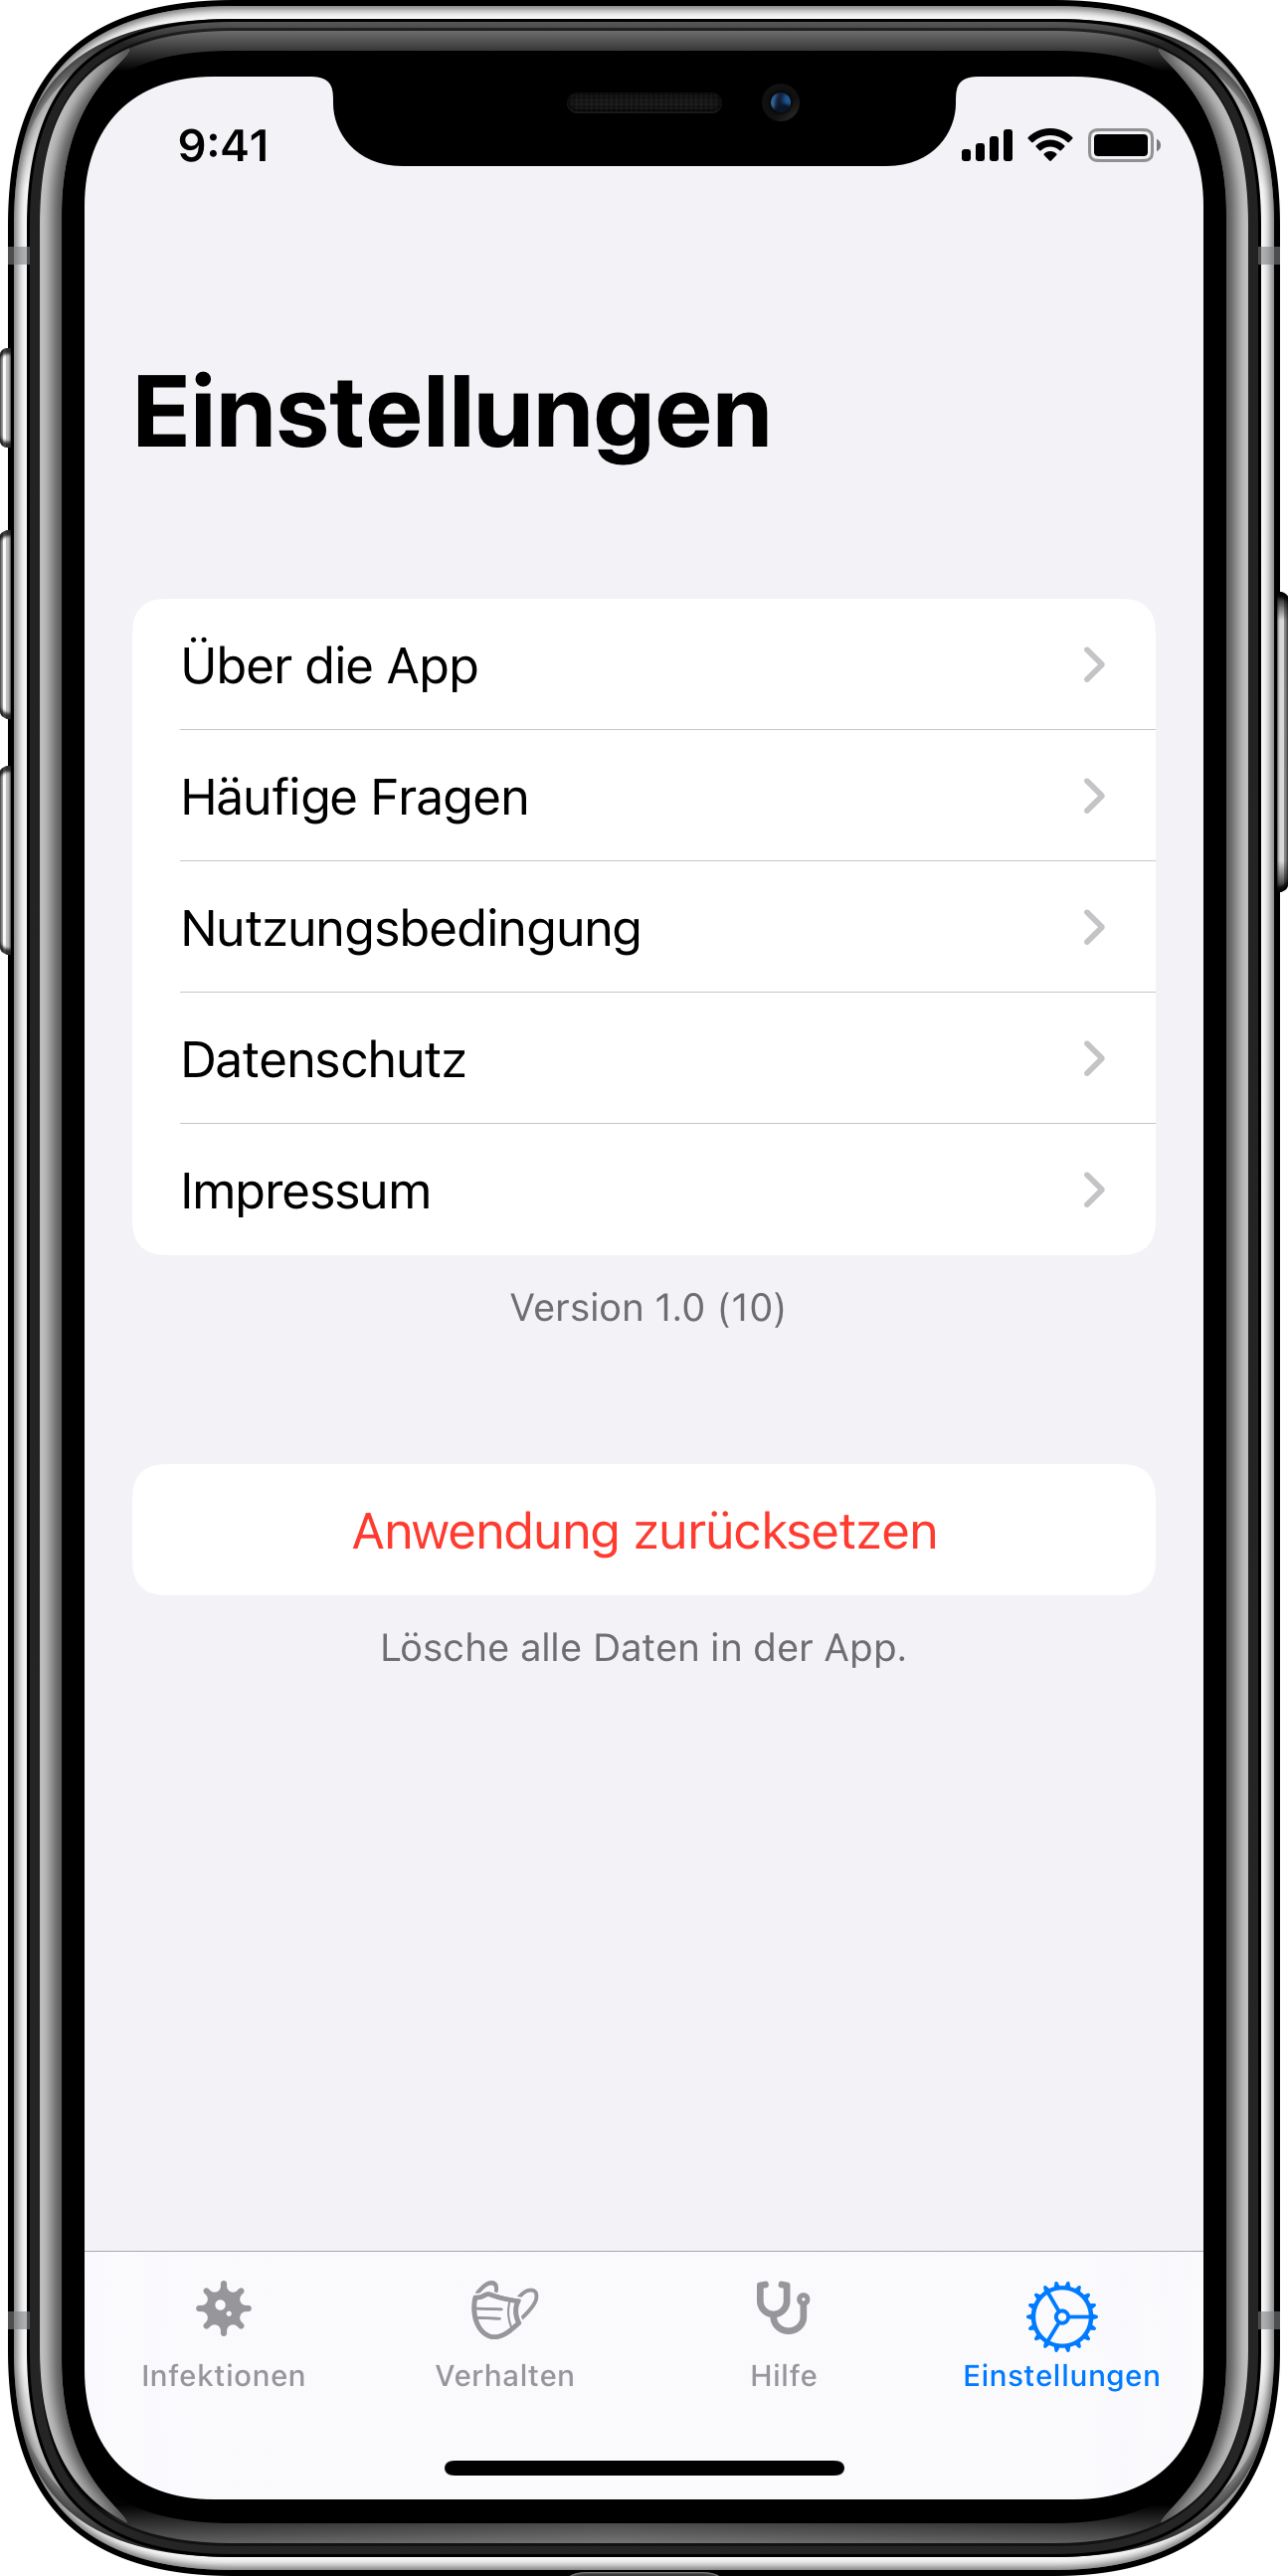 9:41
Einstellungen
Über die App
Häufige Fragen
Nutzungsbedingung
Datenschutz
Impressum
Version 1.0 (10)
Anwendung zurücksetzen
Lösche alle Daten in der App.
Infektionen
Verhalten
Hilfe
Einstellungen